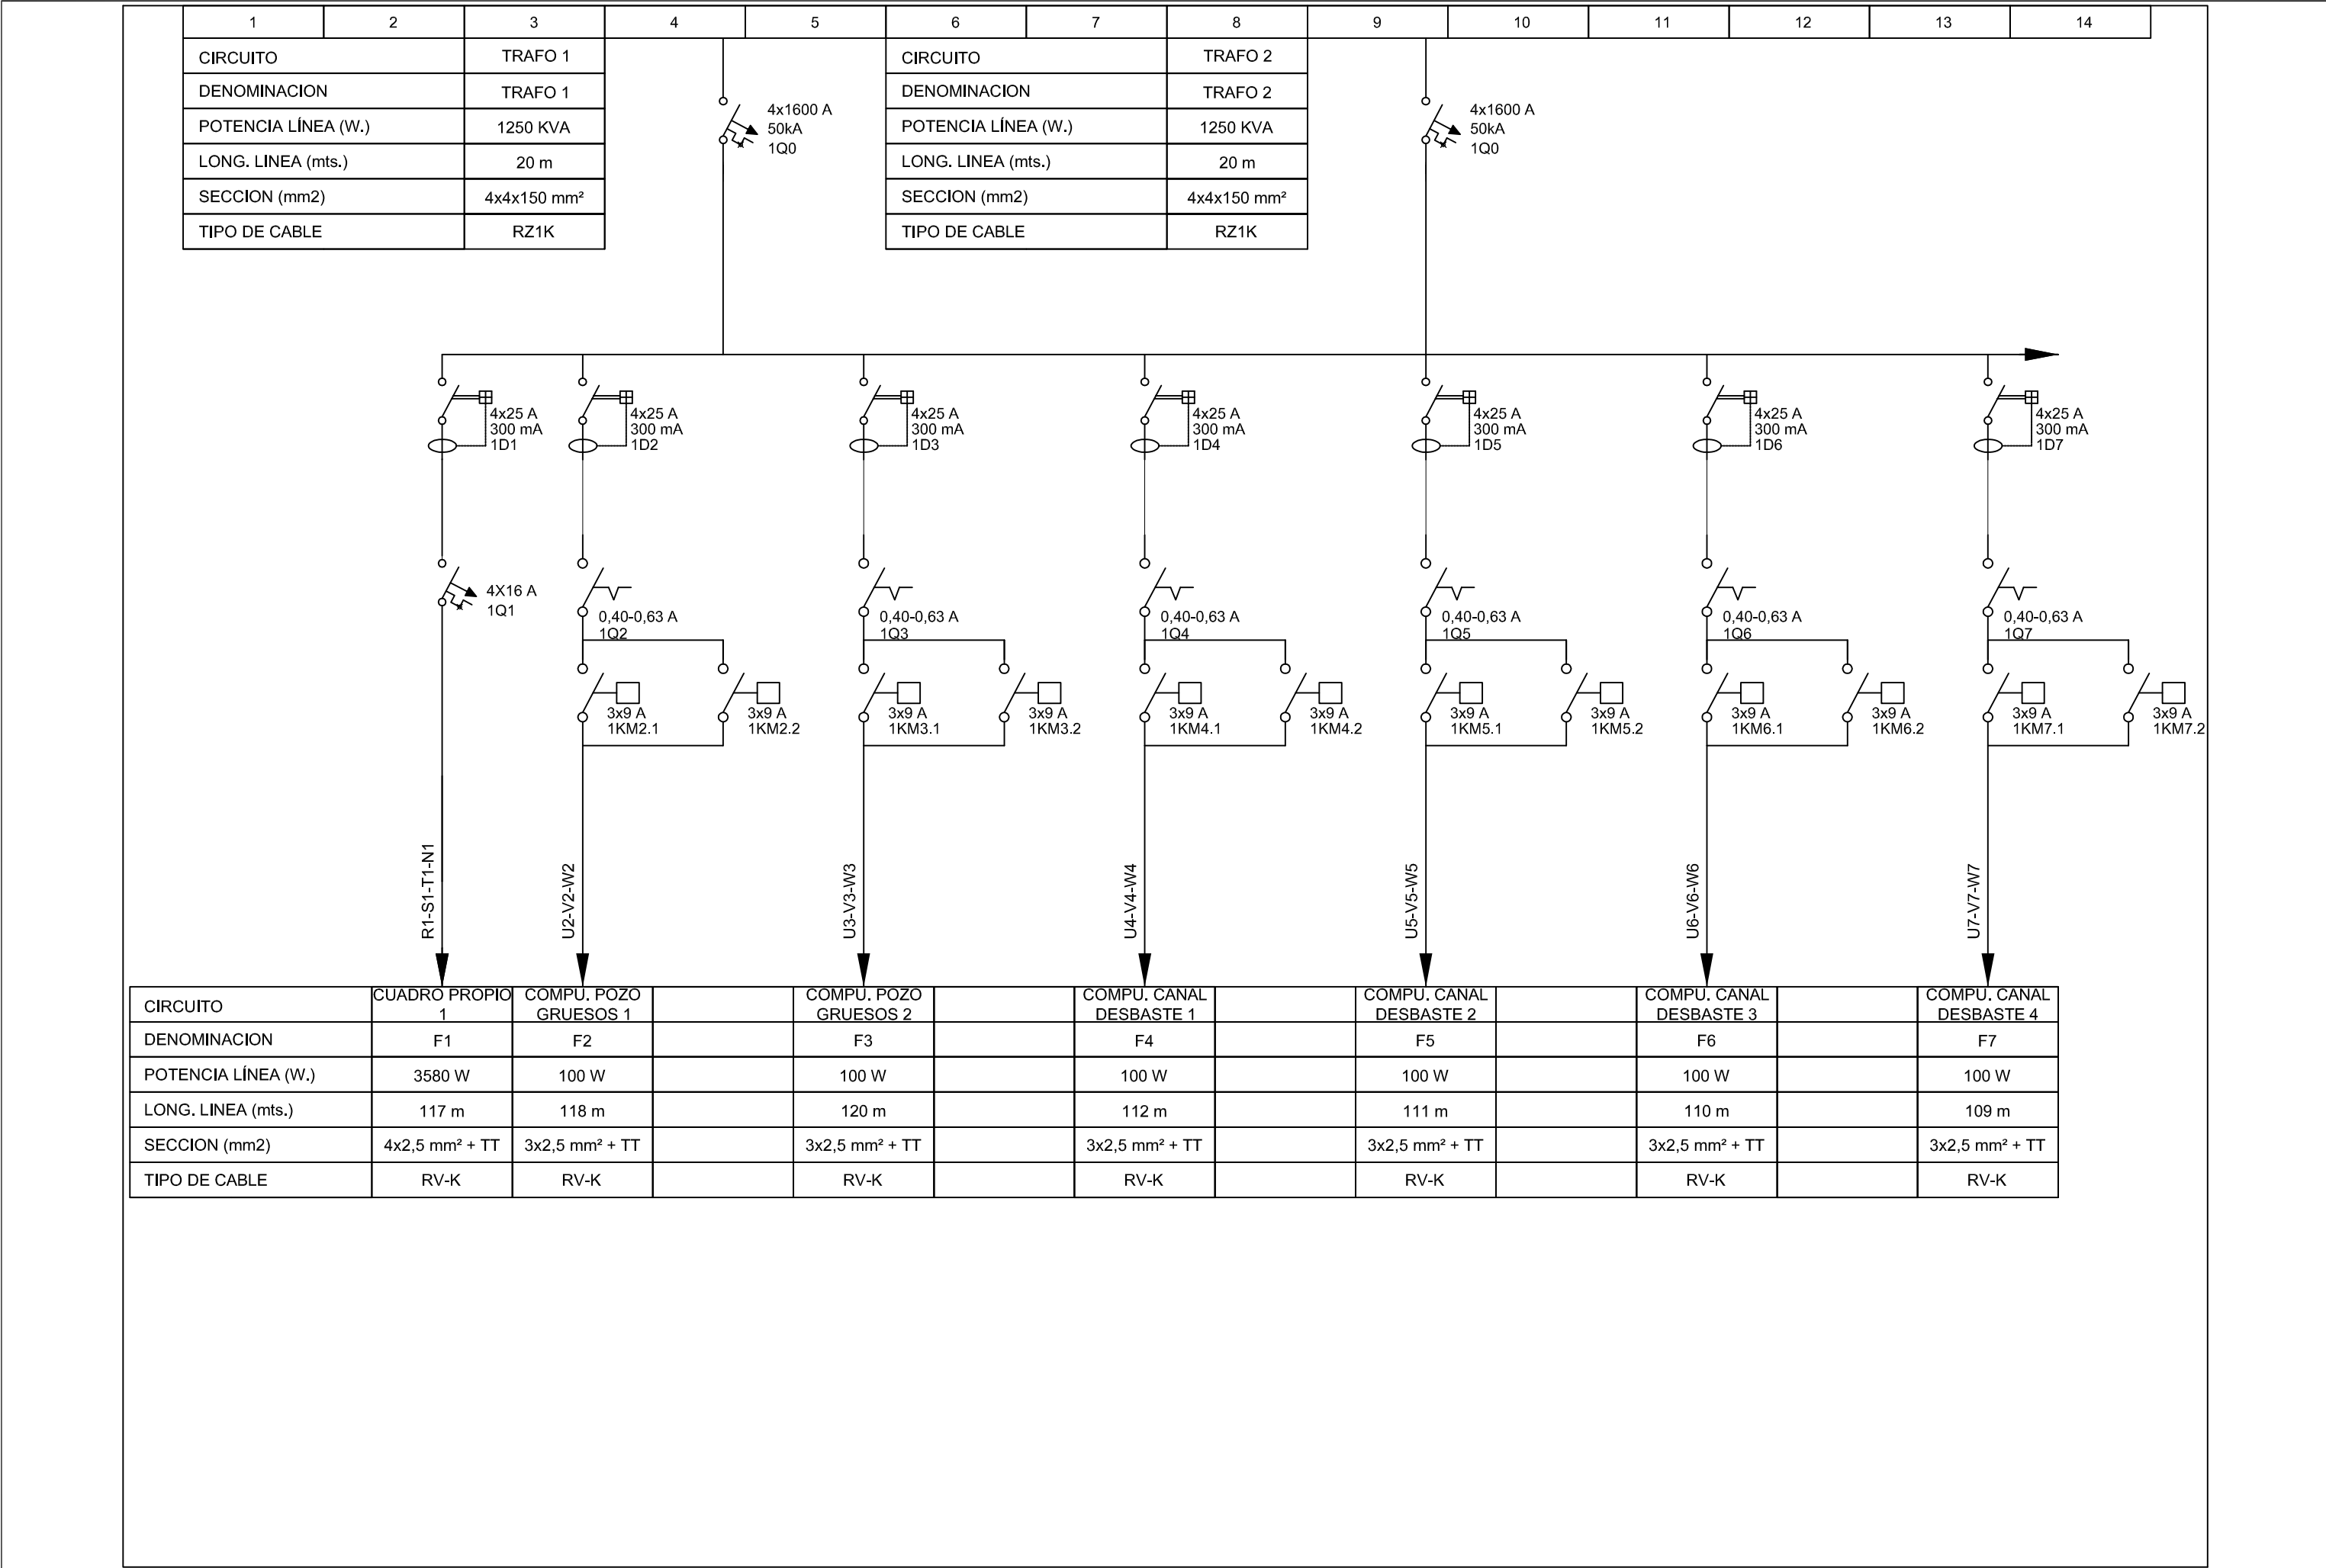 1 2 3 4 5 6 7 8 9 10 11 12 13 14
CIRCUITO TRAFO 1
DENOMINACION TRAFO 1
POTENCIA LÍNEA (W.) 1250 KVA
LONG. LINEA (mts.) 20 m
SECCION (mm2) 4x4x150 mm²
TIPO DE CABLE RZ1K
4x1600 A
50kA
1Q0
CIRCUITO TRAFO 2
DENOMINACION TRAFO 2
POTENCIA LÍNEA (W.) 1250 KVA
LONG. LINEA (mts.) 20 m
SECCION (mm2) 4x4x150 mm²
TIPO DE CABLE RZ1K
4x1600 A
50kA
1Q0
4x25 A
300 mA
1D1
4x25 A
300 mA
1D2
4x25 A
300 mA
1D3
4x25 A
300 mA
1D4
4x25 A
300 mA
1D5
4x25 A
300 mA
1D6
4x25 A
300 mA
1D7
4X16 A
1Q1
0,40-0,63 A
1Q2
0,40-0,63 A
1Q3
0,40-0,63 A
1Q4
0,40-0,63 A
1Q5
0,40-0,63 A
1Q6
0,40-0,63 A
1Q7
3x9 A
1KM2.1
3x9 A
1KM2.2
3x9 A
1KM3.1
3x9 A
1KM3.2
3x9 A
1KM4.1
3x9 A
1KM4.2
3x9 A
1KM5.1
3x9 A
1KM5.2
3x9 A
1KM6.1
3x9 A
1KM6.2
3x9 A
1KM7.1
3x9 A
1KM7.2
R1-S1-T1-N1
U2-V2-W2
U3-V3-W3
U4-V4-W4
U5-V5-W5
U6-V6-W6
U7-V7-W7
CIRCUITO
CUADRO PROPIO
1
COMPU. POZO
GRUESOS 1
COMPU. POZO
GRUESOS 2
COMPU. CANAL
DESBASTE 1
COMPU. CANAL
DESBASTE 2
COMPU. CANAL
DESBASTE 3
COMPU. CANAL
DESBASTE 4
DENOMINACION F1 F2 F3 F4 F5 F6 F7
POTENCIA LÍNEA (W.) 3580 W 100 W 100 W 100 W 100 W 100 W 100 W
LONG. LINEA (mts.) 117 m 118 m 120 m 112 m 111 m 110 m 109 m
SECCION (mm2) 4x2,5 mm² + TT 3x2,5 mm² + TT 3x2,5 mm² + TT 3x2,5 mm² + TT 3x2,5 mm² + TT 3x2,5 mm² + TT 3x2,5 mm² + TT
TIPO DE CABLE RV-K RV-K RV-K RV-K RV-K RV-K RV-K